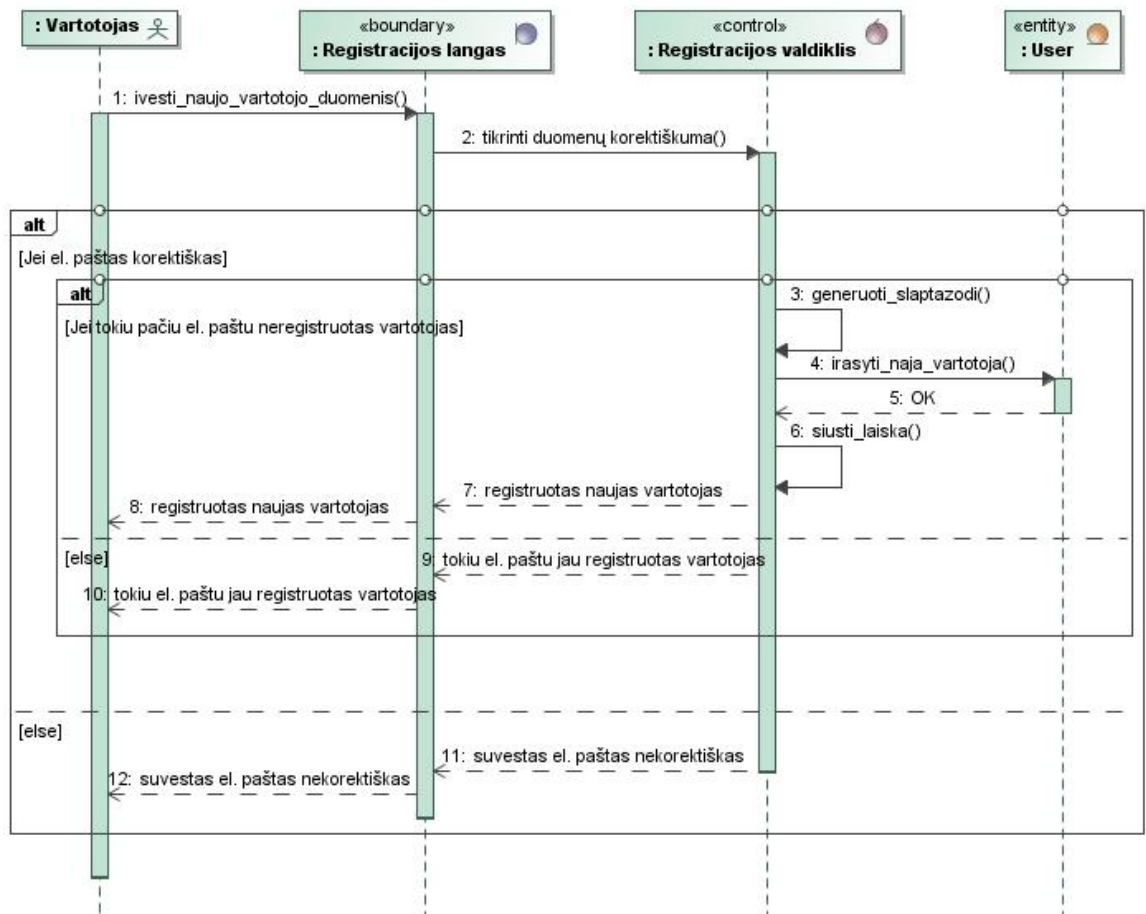 : Vartotojas
«boundary»
: Registracijos langas
«control»
: Registracijos valdiklis
«entity»
: User
1: ivesti_naujo_vartotojo_duomenis()
2: tikrinti duomenų korektiškuma()
alt
[Jei el. paštas korektiškas]
alt
3: generuoti_slaptazodi()
[Jei tokiu pačiu el. paštu neregistruotas vartotojas]
4: irasyti_naja_vartotoja()
5: OK
6: siusti_laiska()
7: registruotas naujas vartotojas
8: registruotas naujas vartotojas
[else]
9: tokiu el. paštu jau registruotas vartotojas
10: tokiu el. paštu jau registruotas vartotojas
[else]
11: suvestas el. paštas nekorektiškas
12: suvestas el. paštas nekorektiškas